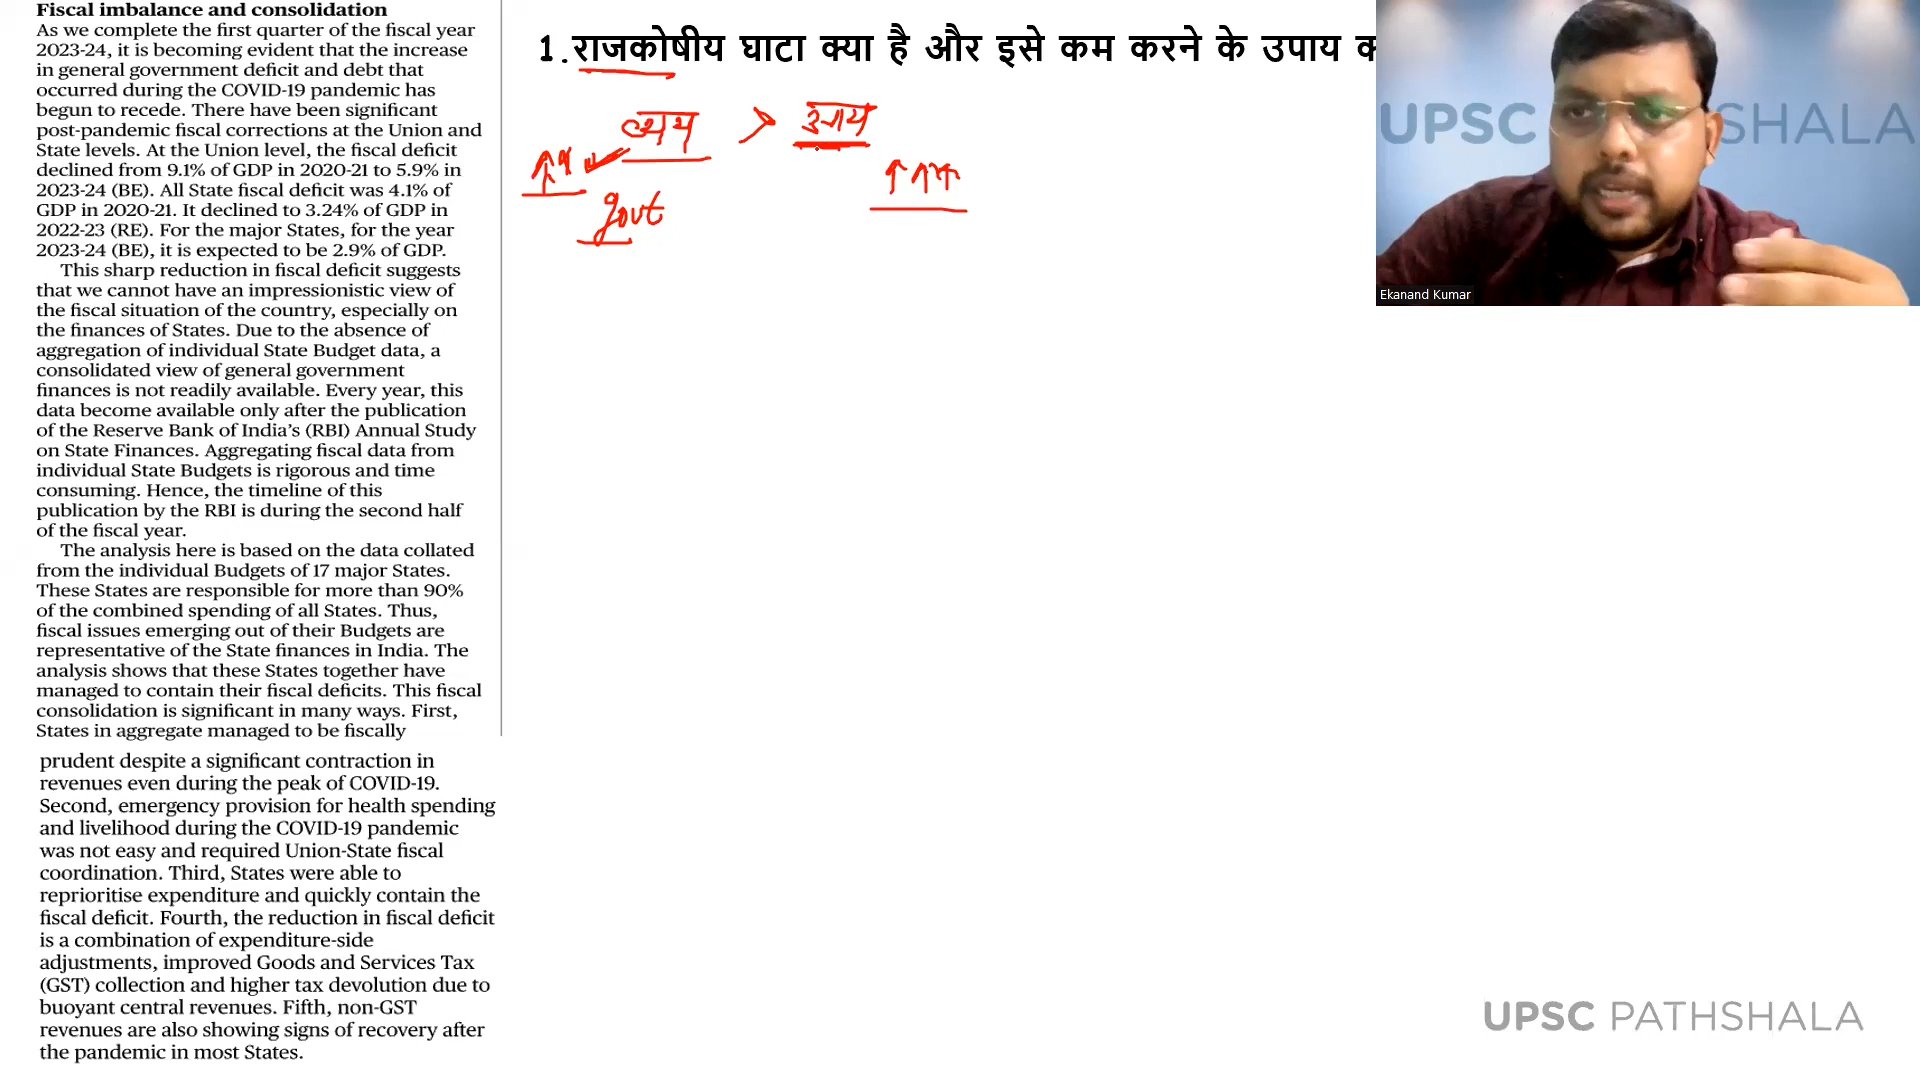 Fiscal imbalance and consolidation
As we complete the first quarter of the fiscal year
2023-24, it is becoming evident that the increase
in general government deficit and debt that
occurred during the COVID-19 pandemic has
begun to recede. There have been significant
post-pandemic fiscal corrections at the Union and
State levels. At the Union level, the fiscal deficit
declined from 9.1% of GDP in 2020-21 to 5.9% in
2023-24 (BE). All State fiscal deficit was 4.1% of
GDP in 2020-21. It declined to 3.24% of GDP in
2022-23 (RE). For the major States, for the year
2023-24 (BE), it is expected to be 2.9% of GDP.
This sharp reduction in fiscal deficit suggests
that we cannot have an impressionistic view of
the fiscal situation of the country, especially on
the finances of States. Due to the absence of
aggregation of individual State Budget data, a
consolidated view of general government
finances is not readily available. Every year, this
data become available only after the publication
of the Reserve Bank of India’s (RBI) Annual Study
on State Finances. Aggregating fiscal data from
individual State Budgets is rigorous and time
consuming. Hence, the timeline of this
publication by the RBI is during the second half
of the fiscal year.
The analysis here is based on the data collated
from the individual Budgets of 17 major States.
These States are responsible for more than 90%
of the combined spending of all States. Thus,
fiscal issues emerging out of their Budgets are
representative of the State finances in India. The
analysis shows that these States together have
managed to contain their fiscal deficits. This fiscal
consolidation is significant in many ways. First,
States in aggregate managed to be fiscally
prudent despite a significant contraction in
revenues even during the peak of COVID-19.
Second, emergency provision for health spending
and livelihood during the COVID-19 pandemic
was not easy and required Union-State fiscal
coordination. Third, States were able to
reprioritise expenditure and quickly contain the
fiscal deficit. Fourth, the reduction in fiscal deficit
is a combination of expenditure-side
adjustments, improved Goods and Services Tax
(GST) collection and higher tax devolution due to
buoyant central revenues. Fifth, non-GST
revenues are also showing signs of recovery after
the pandemic in most States.
1.राजकोषीय घाटा क्या है और इसे कम करने के उपाय
व्यय > आय
govt
UPSC SHALA
Ekanand Kumar
UPSC PATHSHALA